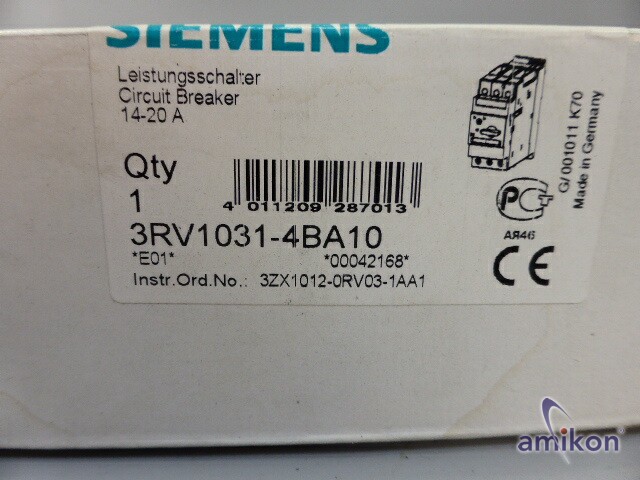 SIEMENS
Leistungsschalter
Circuit Breaker
14-20 A
Qty
1
4 011209 287013
3RV1031-4BA10
*E01* *00042168*
Instr.Ord.No.: 3ZX1012-0RV03-1AA1
G/ 001011 K70
Made in Germany
АЯ46
CE
amikon